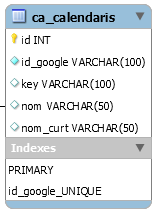 ca_calendaris
id INT
id_google VARCHAR(100)
key VARCHAR(100)
nom VARCHAR(50)
nom_curt VARCHAR(50)
Indexes
PRIMARY
id_google_UNIQUE